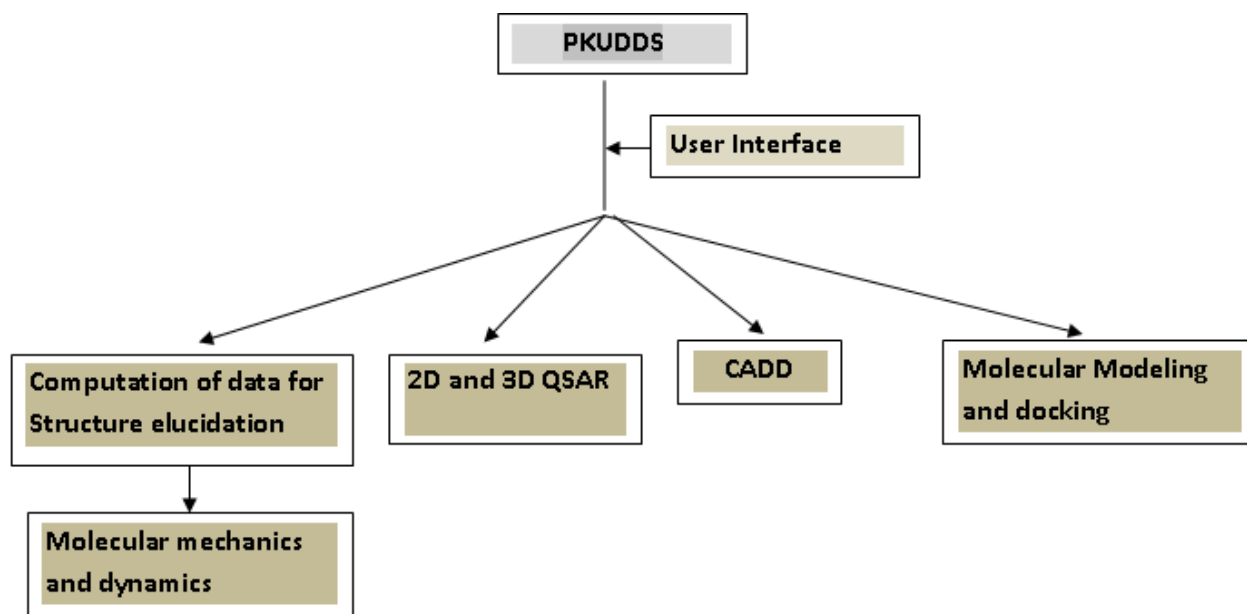 PKUDDS
User Interface
Computation of data for
Structure elucidation
2D and 3D QSAR
CADD
Molecular Modeling
and docking
Molecular mechanics
and dynamics